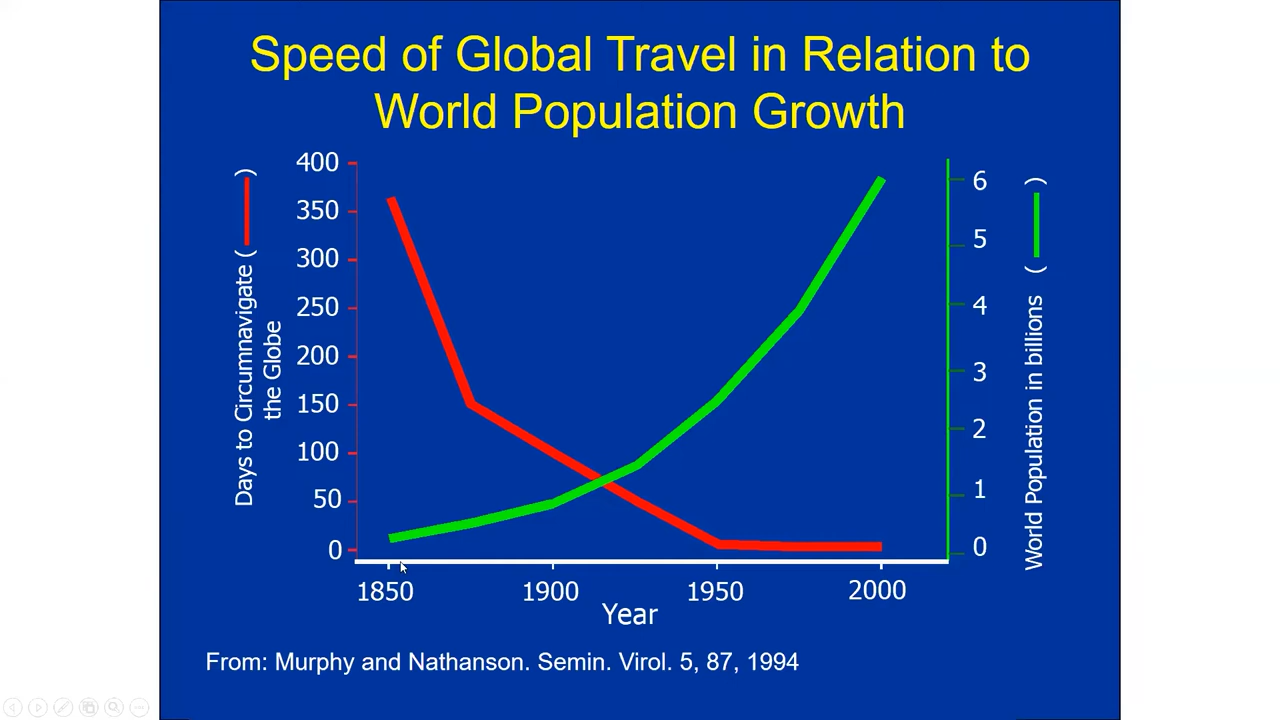 Speed of Global Travel in Relation to
World Population Growth
400
350
300
250
200
150
100
50
0
Days to Circumnavigate ( )
the Globe
6
5
4
3
2
1
0
World Population in billions ( )
1850 1900 1950 2000
Year
From: Murphy and Nathanson. Semin. Virol. 5, 87, 1994